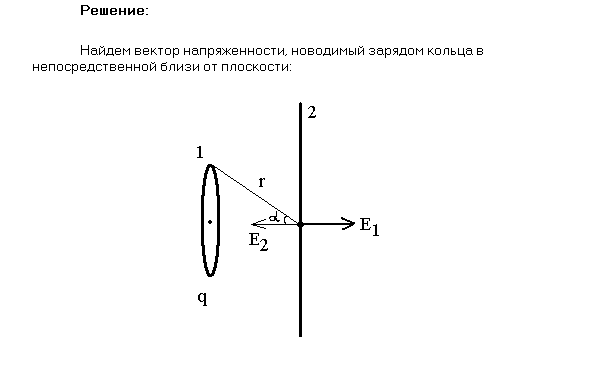 Решение:
Найдем вектор напряженности, новодимый зарядом кольца в
непосредственной близи от плоскости:
2
1
r
α
E1
E2
q